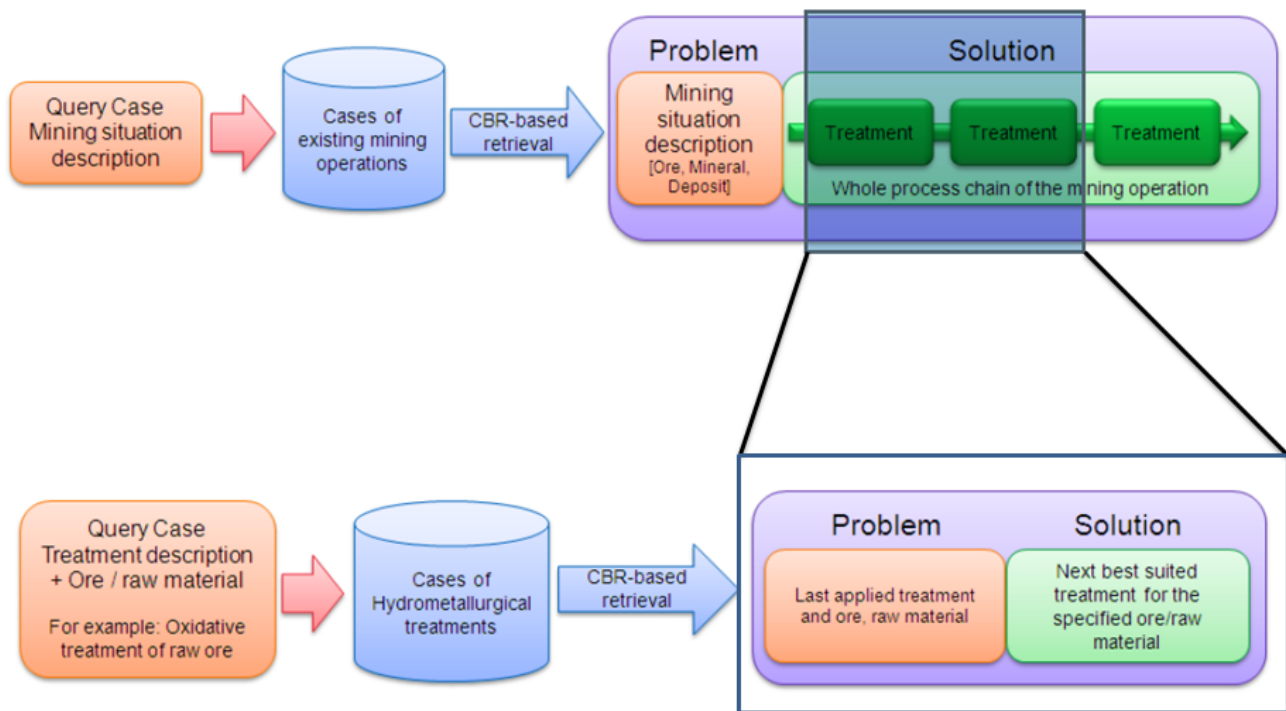 Query Case
Mining situation
description
Cases of
existing mining
operations
CBR-based
retrieval
Problem
Solution
Mining
situation
description
[Ore, Mineral,
Deposit]
Treatment
Treatment
Treatment
Whole process chain of the mining operation
Query Case
Treatment description
+ Ore / raw material
For example: Oxidative
treatment of raw ore
Cases of
Hydrometallurgical
treatments
CBR-based
retrieval
Problem
Solution
Last applied treatment
and ore, raw material
Next best suited
treatment for the
specified ore/raw
material